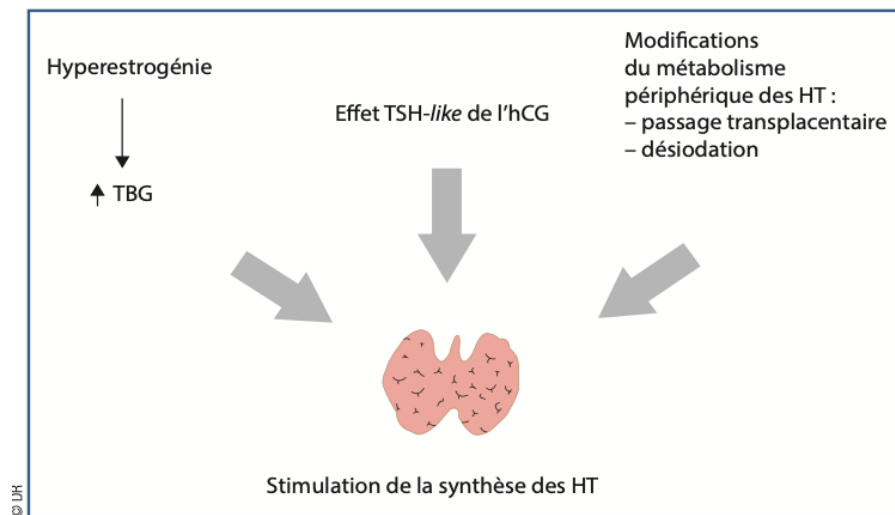 Hyperestrogénie
↑ TBG
Effet TSH-like de l'hCG
Modifications
du métabolisme
périphérique des HT :
– passage transplacentaire
– désiodation
Stimulation de la synthèse des HT
© DR